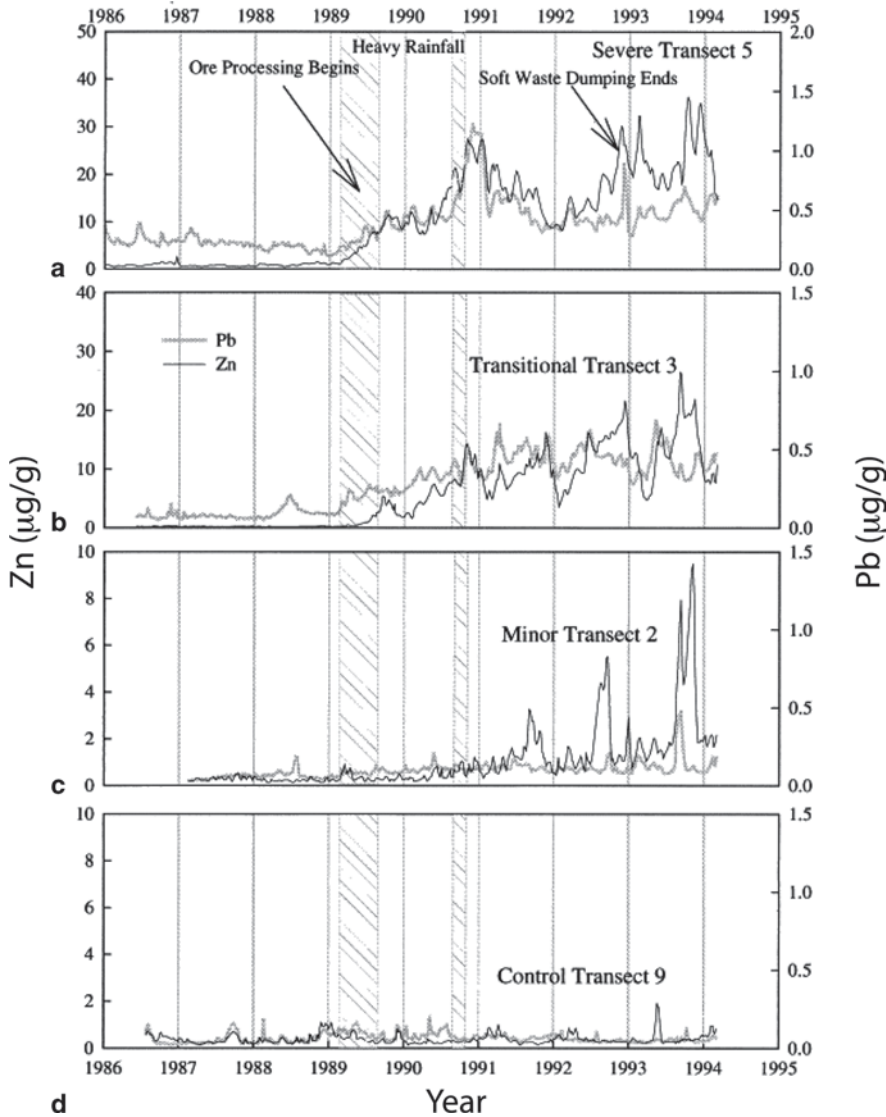 1986 1987 1988 1989 1990 1991 1992 1993 1994 1995
50 Heavy Rainfall Severe Transect 5 2.0
Ore Processing Begins Soft Waste Dumping Ends
40
1.5
30
1.0
20
10 0.5
a 0 0.0
40 1.5
Pb
Zn
30 Transitional Transect 3 1.0
20
0.5
10
b 0 0.0
10 1.5
8
Minor Transect 2 1.0
6
4
0.5
2
c 0 0.0
10 1.5
8
1.0
6
4
Control Transect 9 0.5
2
0 0.0
1986 1987 1988 1989 1990 1991 1992 1993 1994 1995
d Year
Zn (µg/g)
Pb (µg/g)